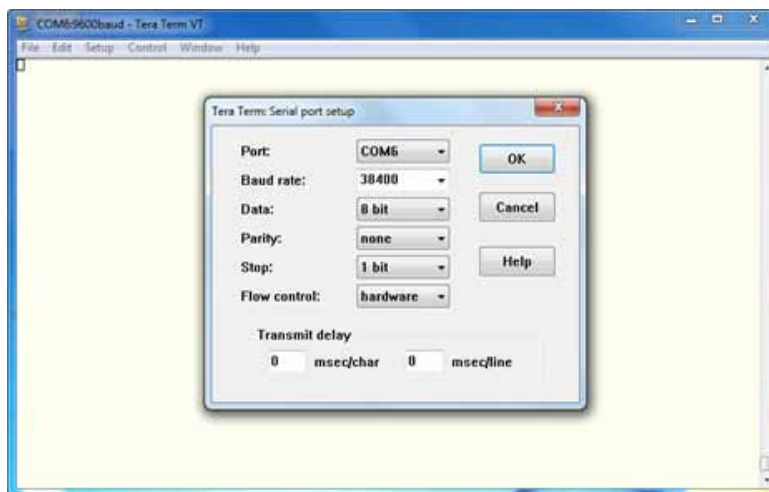 COM6:9600baud - Tera Term VT
File Edit Setup Control Window Help
Tera Term: Serial port setup
Port: COM6
OK
Baud rate: 38400
Data: 8 bit
Cancel
Parity: none
Stop: 1 bit
Help
Flow control: hardware
Transmit delay
0 msec/char 0 msec/line